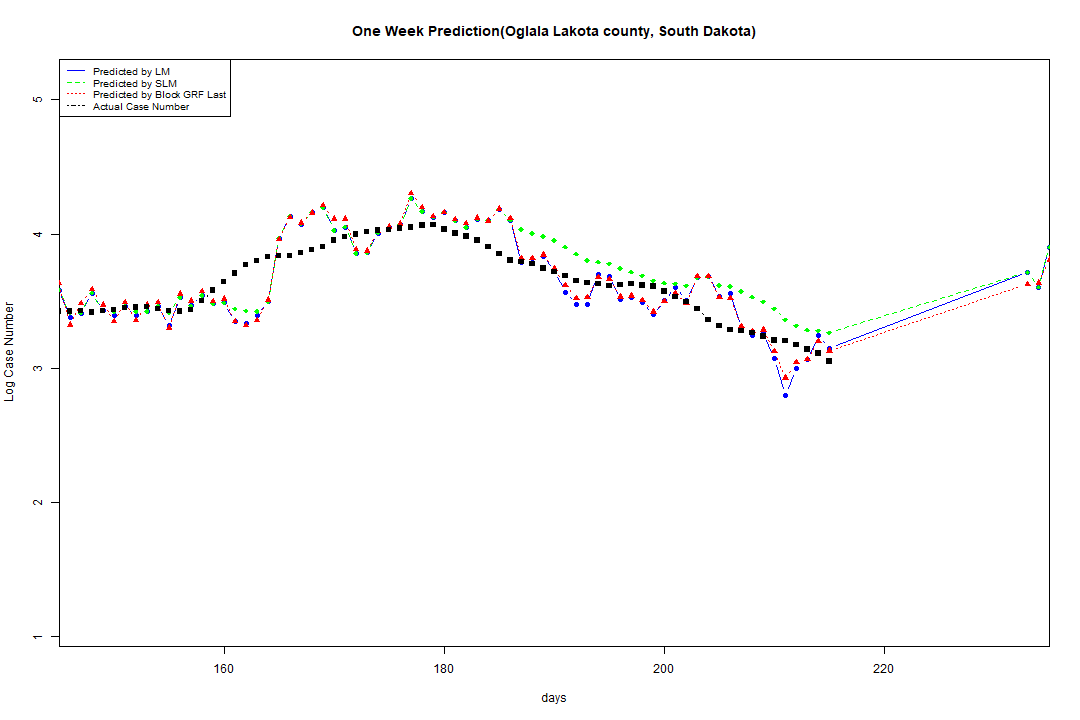 One Week Prediction(Oglala Lakota county, South Dakota)
Predicted by LM
Predicted by SLM
Predicted by Block GRF Last
Actual Case Number
5
4
3
2
1
Log Case Number
160
180
200
220
days